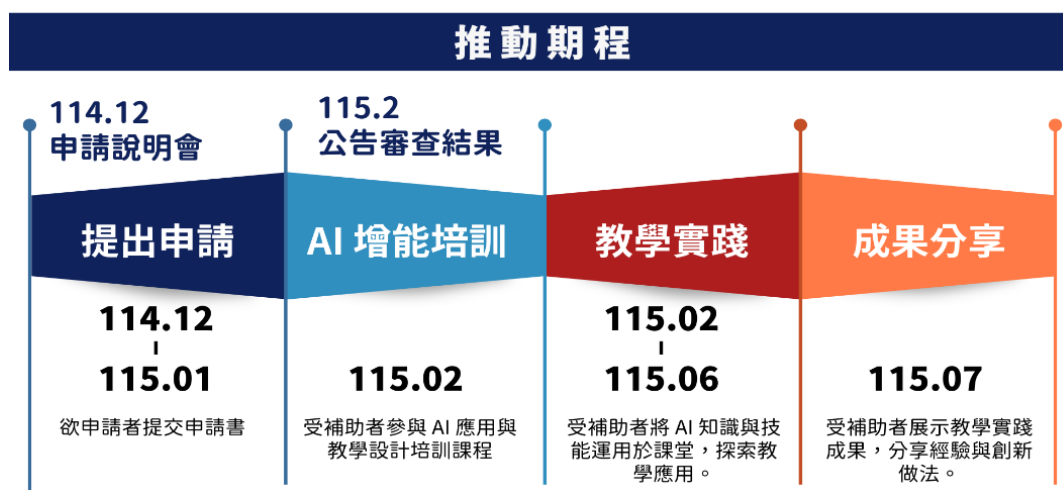 推動期程
114.12
申請說明會
115.2
公告審查結果
提出申請
AI 增能培訓
教學實踐
成果分享
114.12
-
115.01
欲申請者提交申請書
115.02
受補助者參與 AI 應用與
教學設計培訓課程
115.02
-
115.06
受補助者將 AI 知識與技
能運用於課堂，探索教
學應用。
115.07
受補助者展示教學實踐
成果，分享經驗與創新
做法。